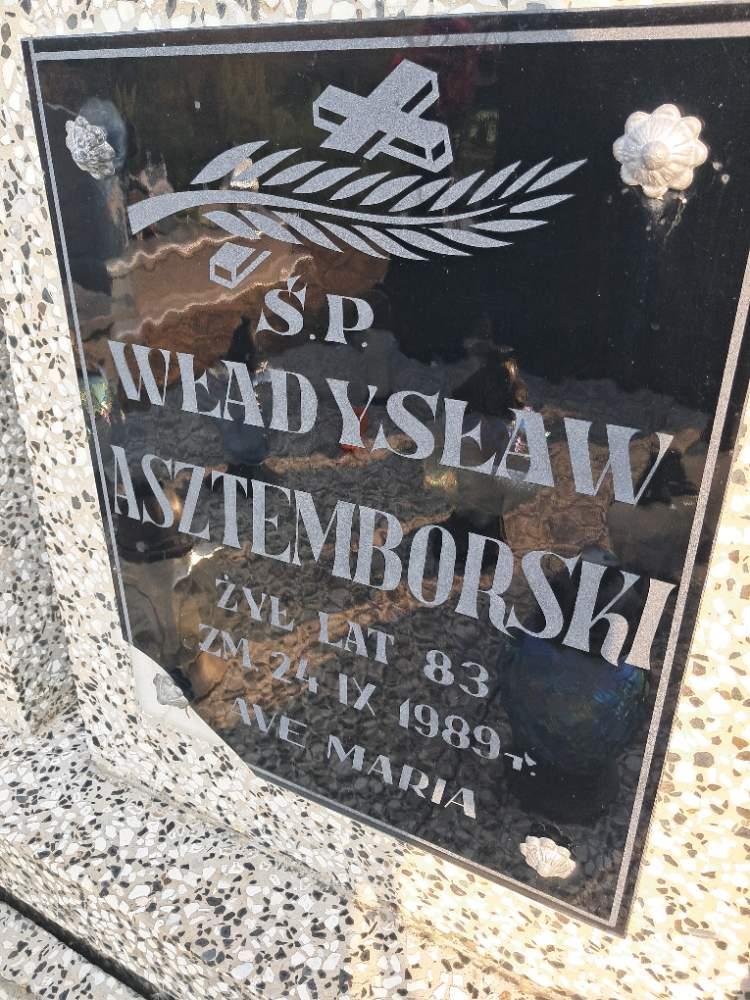 Ś.P.
WŁADYSŁAW
ASZTEMBORSKI
ŻYŁ LAT 83
ZM 24 IX 1989 r.
AVE MARIA